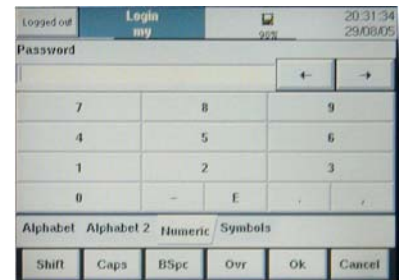 Logged out Login 20:31:34
my 98% 29/08/05
Password
← →
7 8 9
4 5 6
1 2 3
0 - E . ,
Alphabet Alphabet 2 Numeric Symbols
Shift Caps BSpc Ovr Ok Cancel